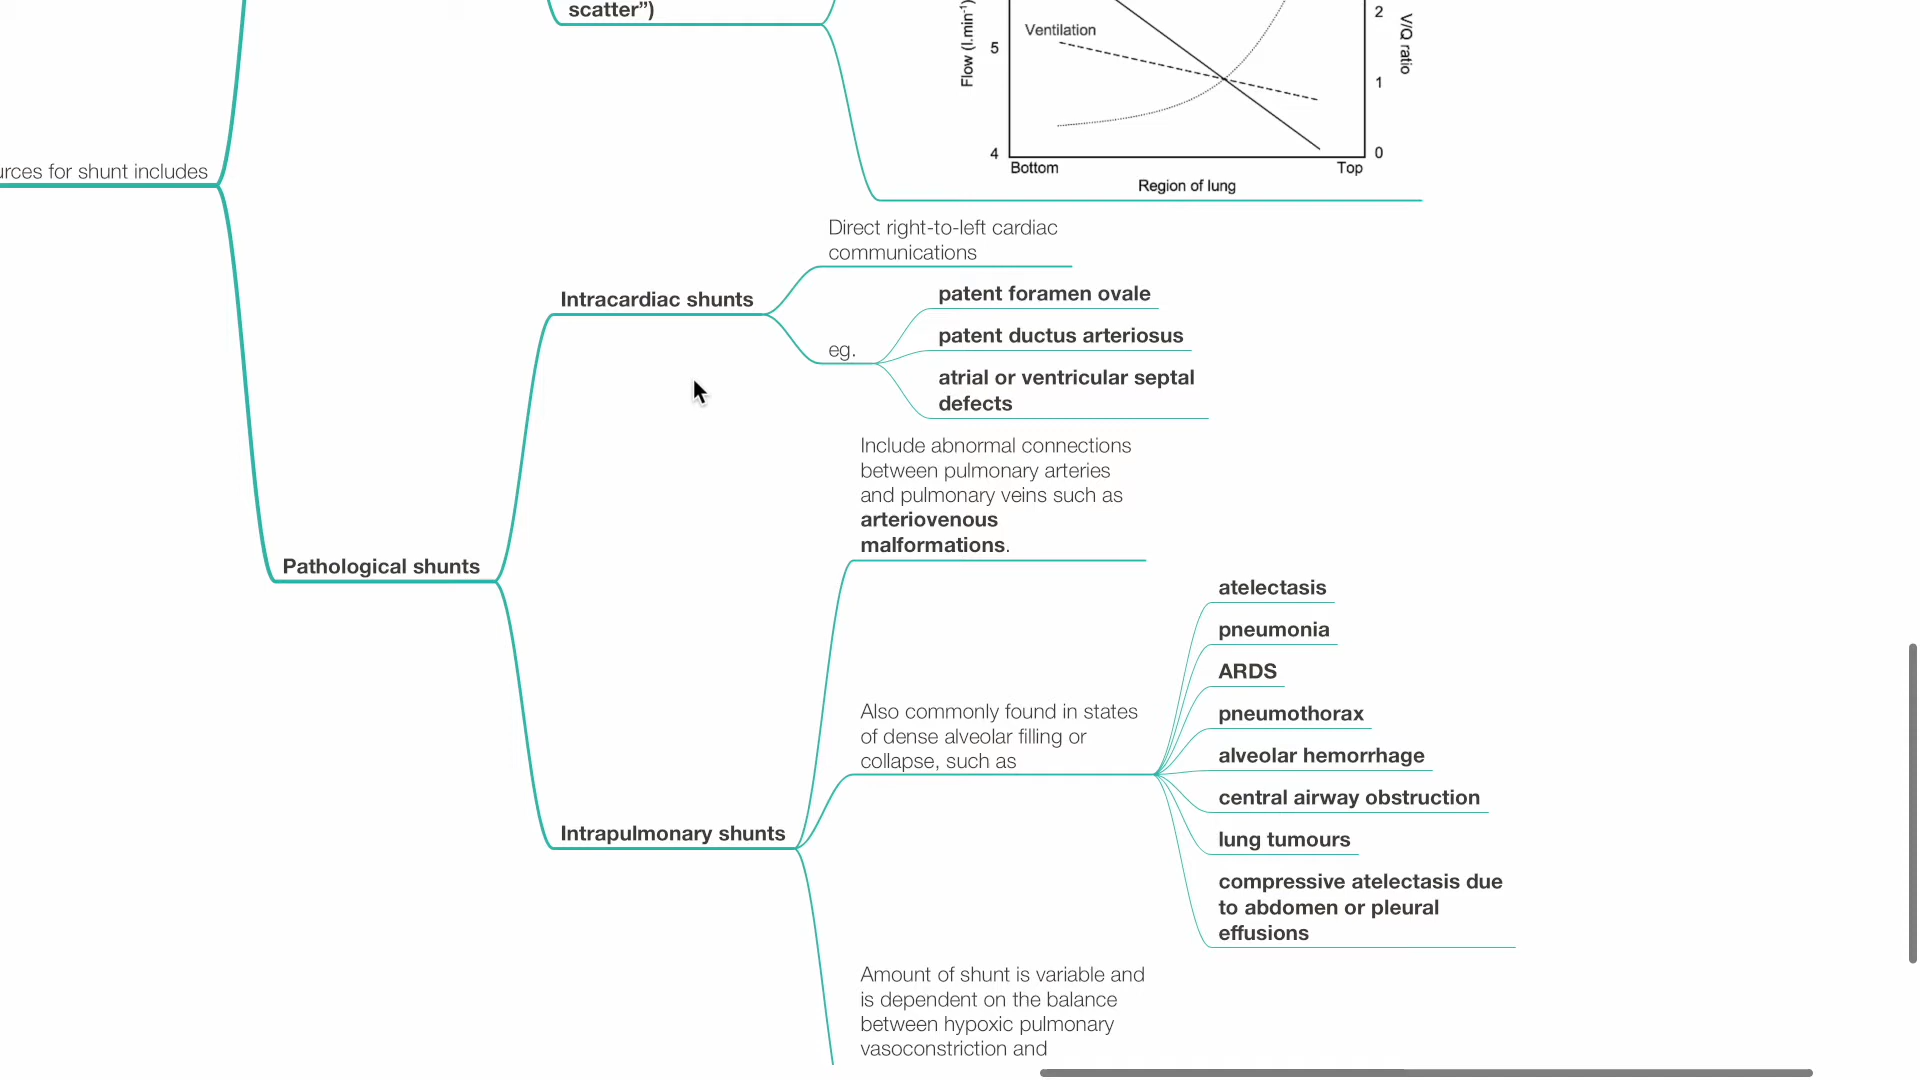 scatter”)
Flow (l.min⁻¹)
5
4
Ventilation
2
1
0
V/Q ratio
Bottom
Top
Region of lung
for shunt includes
Direct right-to-left cardiac
communications
Intracardiac shunts
eg.
patent foramen ovale
patent ductus arteriosus
atrial or ventricular septal
defects
Pathological shunts
Include abnormal connections
between pulmonary arteries
and pulmonary veins such as
arteriovenous
malformations.
Intrapulmonary shunts
Also commonly found in states
of dense alveolar filling or
collapse, such as
atelectasis
pneumonia
ARDS
pneumothorax
alveolar hemorrhage
central airway obstruction
lung tumours
compressive atelectasis due
to abdomen or pleural
effusions
Amount of shunt is variable and
is dependent on the balance
between hypoxic pulmonary
vasoconstriction and